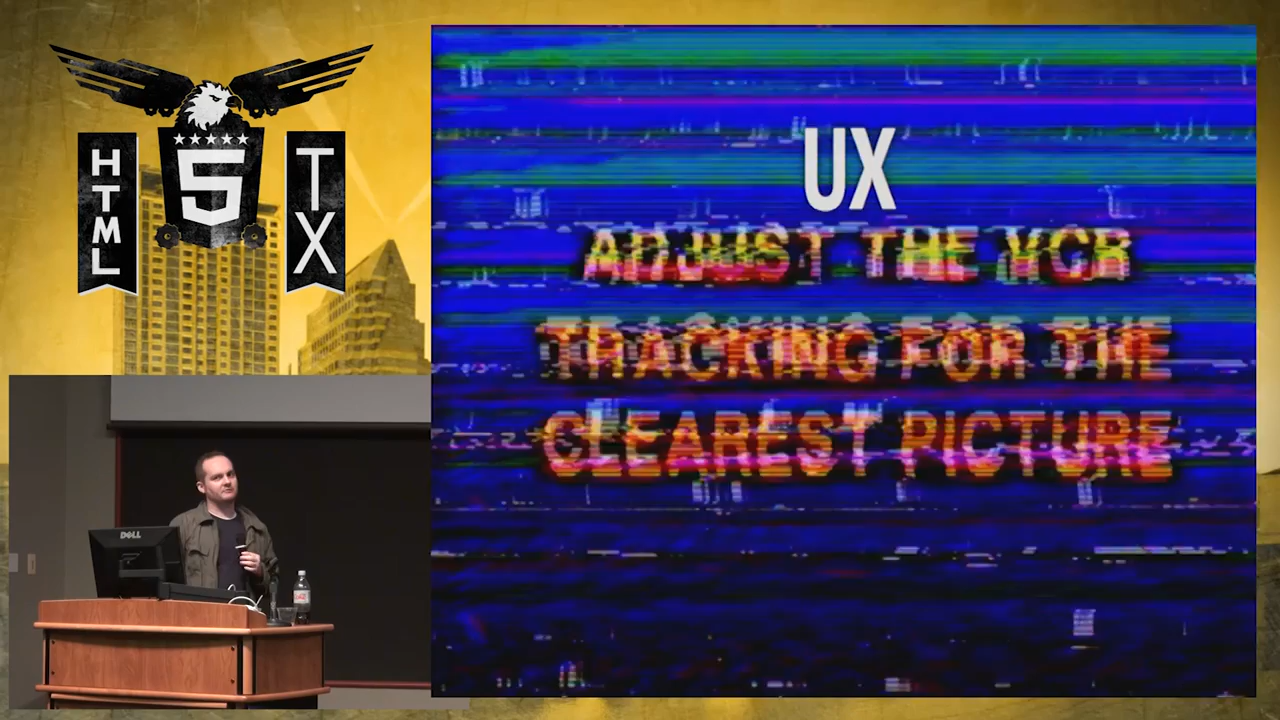 HTML
5
TX
UX
ADJUST THE VCR
TRACKING FOR THE
CLEAREST PICTURE
DELL